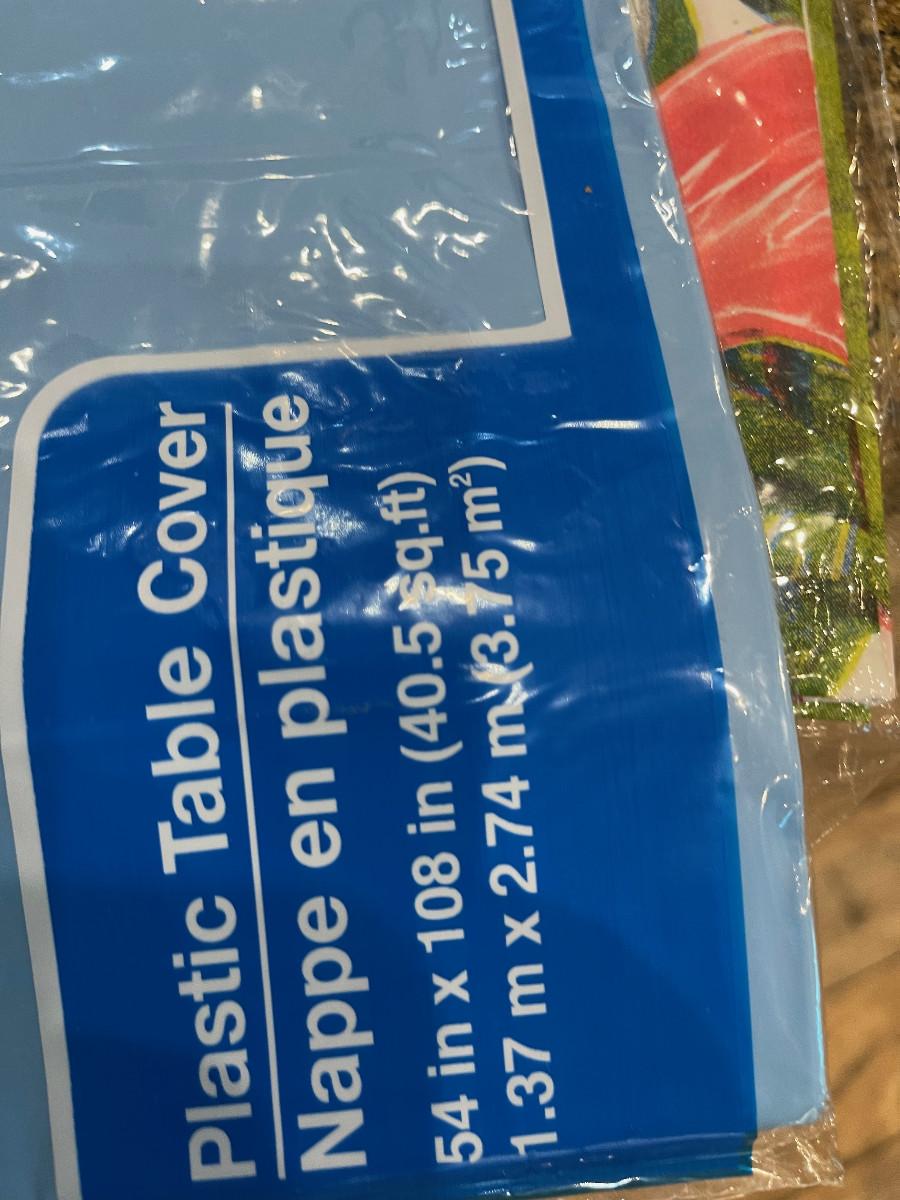 Plastic Table Cover
Nappe en plastique
54 in x 108 in (40.5 sq.ft)
1.37 m x 2.74 m (3.75 m²)